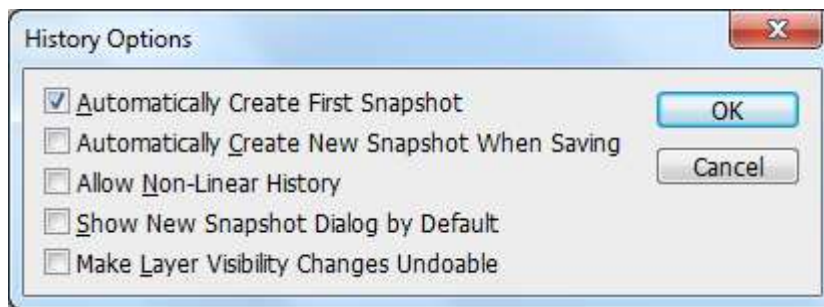 History Options
Automatically Create First Snapshot
Automatically Create New Snapshot When Saving
Allow Non-Linear History
Show New Snapshot Dialog by Default
Make Layer Visibility Changes Undoable
OK
Cancel